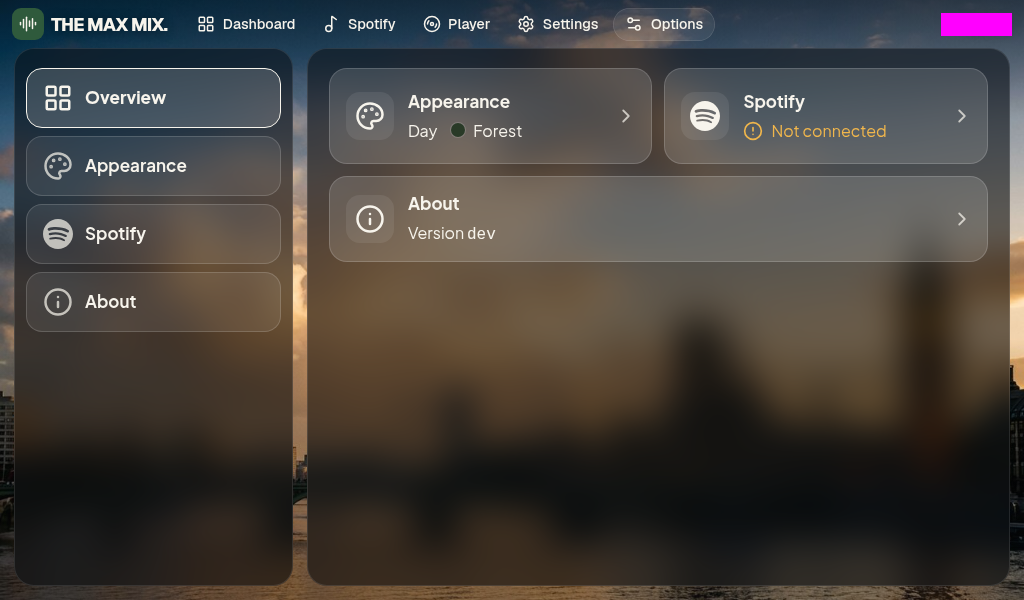 THE MAX MIX.
Dashboard
Spotify
Player
Settings
Options
Overview
Appearance
Spotify
About
Appearance
Day Forest
Spotify
Not connected
About
Version dev